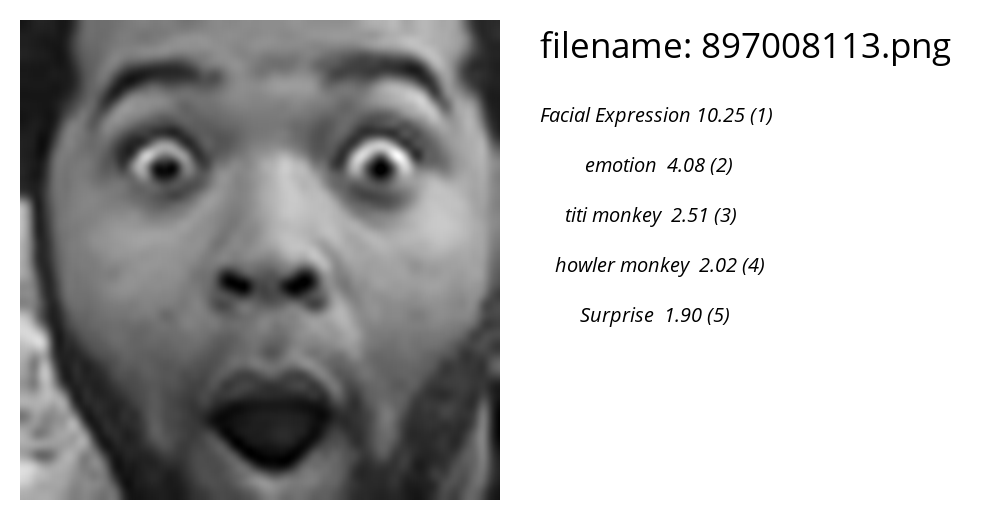 filename: 897008113.png
Facial Expression 10.25 (1)
emotion 4.08 (2)
titi monkey 2.51 (3)
howler monkey 2.02 (4)
Surprise 1.90 (5)